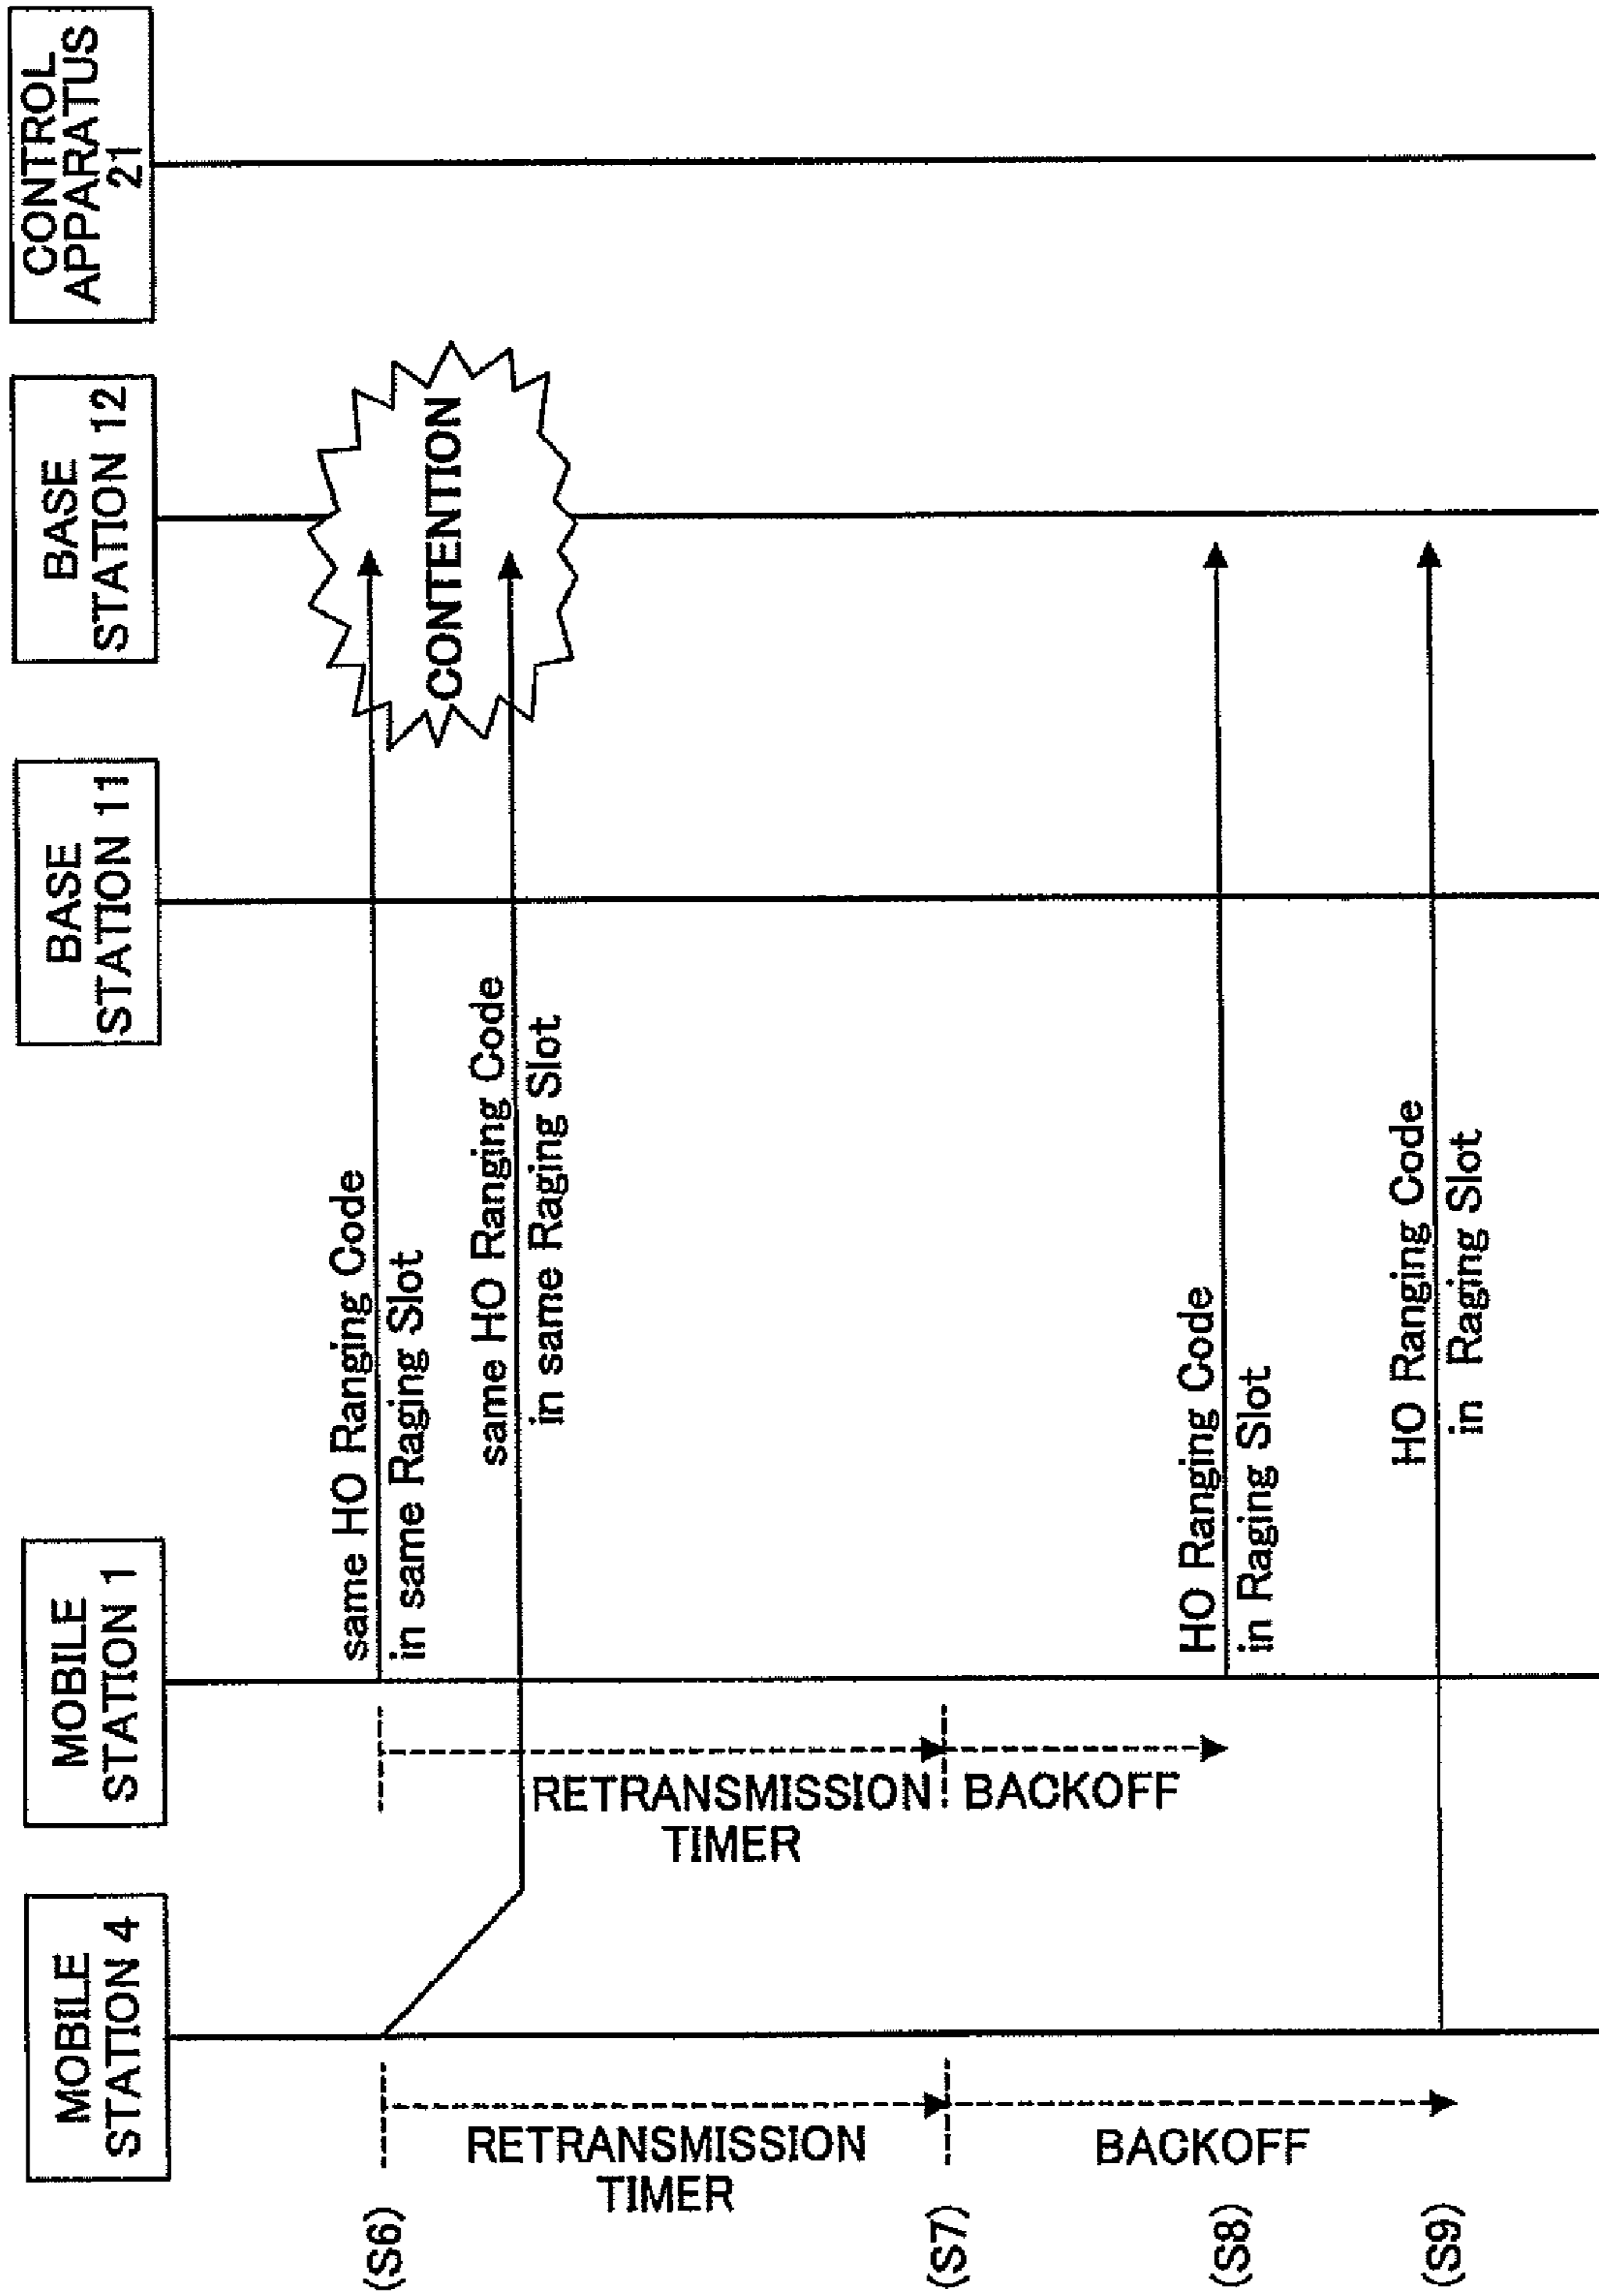 MOBILE
STATION 4
MOBILE
STATION 1
BASE
STATION 11
BASE
STATION 12
CONTROL
APPARATUS
21
(S6)
same HO Ranging Code
in same Raging Slot
CONTENTION
same HO Ranging Code
in same Raging Slot
RETRANSMISSION
TIMER
RETRANSMISSION
TIMER
(S7)
BACKOFF
BACKOFF
(S8)
HO Ranging Code
in Raging Slot
(S9)
HO Ranging Code
in Raging Slot